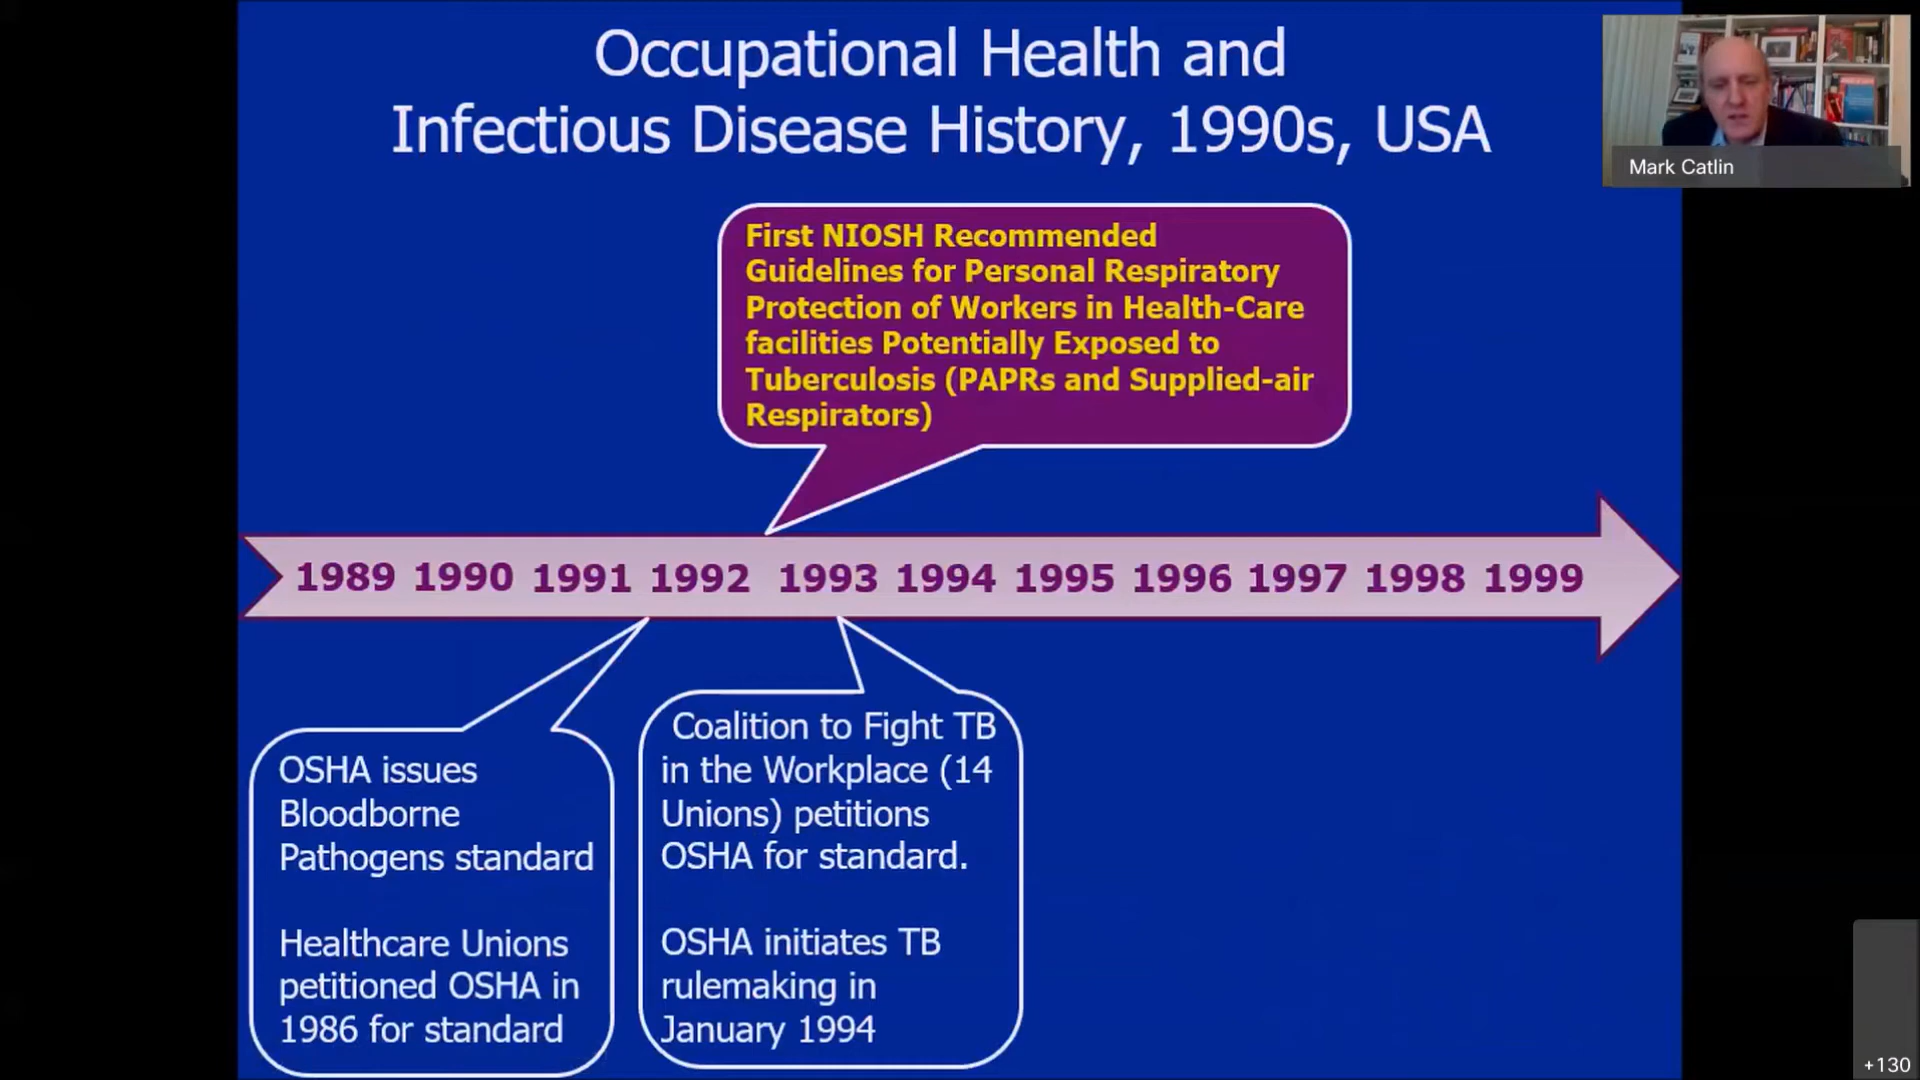 Occupational Health and
Infectious Disease History, 1990s, USA
Mark Catlin
First NIOSH Recommended
Guidelines for Personal Respiratory
Protection of Workers in Health-Care
facilities Potentially Exposed to
Tuberculosis (PAPRs and Supplied-air
Respirators)
1989 1990 1991 1992 1993 1994 1995 1996 1997 1998 1999
OSHA issues
Bloodborne
Pathogens standard
Healthcare Unions
petitioned OSHA in
1986 for standard
Coalition to Fight TB
in the Workplace (14
Unions) petitions
OSHA for standard.
OSHA initiates TB
rulemaking in
January 1994
+130